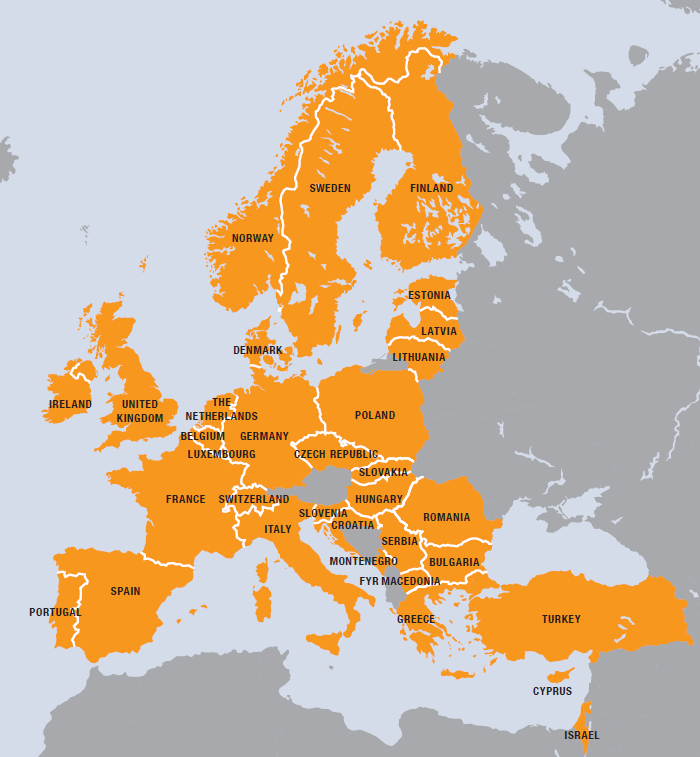 SWEDEN
FINLAND
NORWAY
ESTONIA
LATVIA
DENMARK
LITHUANIA
IRELAND
UNITED
KINGDOM
THE
NETHERLANDS
POLAND
BELGIUM
GERMANY
LUXEMBOURG
CZECH REPUBLIC
SLOVAKIA
FRANCE
SWITZERLAND
HUNGARY
SLOVENIA
ROMANIA
CROATIA
ITALY
SERBIA
MONTENEGRO
BULGARIA
FYR MACEDONIA
SPAIN
PORTUGAL
GREECE
TURKEY
CYPRUS
ISRAEL